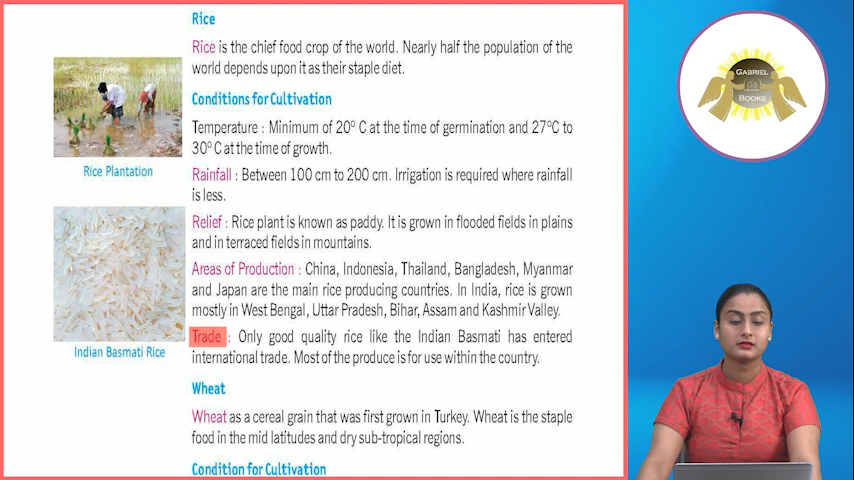 Rice
Rice is the chief food crop of the world. Nearly half the population of the
world depends upon it as their staple diet.
Conditions for Cultivation
Temperature : Minimum of 20° C at the time of germination and 27°C to
30° C at the time of growth.
Rice Plantation
Rainfall : Between 100 cm to 200 cm. Irrigation is required where rainfall
is less.
Relief : Rice plant is known as paddy. It is grown in flooded fields in plains
and in terraced fields in mountains.
Areas of Production : China, Indonesia, Thailand, Bangladesh, Myanmar
and Japan are the main rice producing countries. In India, rice is grown
mostly in West Bengal, Uttar Pradesh, Bihar, Assam and Kashmir Valley.
Trade : Only good quality rice like the Indian Basmati has entered
international trade. Most of the produce is for use within the country.
Indian Basmati Rice
Wheat
Wheat as a cereal grain that was first grown in Turkey. Wheat is the staple
food in the mid latitudes and dry sub-tropical regions.
Condition for Cultivation
GABRIEL
BOOKS